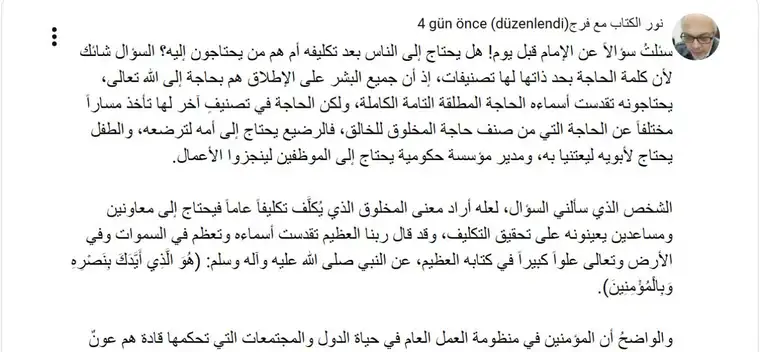 نور الكتاب مع فرج 4 gün önce (düzenlendi)
سئلتُ سؤالاً عن الإمام قبل يوم! هل يحتاج إلى الناس بعد تكليفه أم هم من يحتاجون إليه؟ السؤال شائك
لأن كلمة الحاجة بحد ذاتها لها تصنيفات، إذ أن جميع البشر على الإطلاق هم بحاجة إلى الله تعالى،
يحتاجونه تقدست أسماءه الحاجة المطلقة التامة الكاملة، ولكن الحاجة في تصنيفٍ آخر لها تأخذ مساراً
مختلفاً عن الحاجة التي من صنف حاجة المخلوق للخالق، فالرضيع يحتاج إلى أمه لترضعه، والطفل
يحتاج لأبويه ليعتنيا به، ومدير مؤسسة حكومية يحتاج إلى الموظفين لينجزوا الأعمال.
الشخص الذي سألني السؤال، لعله أراد معنى المخلوق الذي يُكلَّف تكليفاً عاماً فيحتاج إلى معاونين
ومساعدين يعينونه على تحقيق التكليف، وقد قال ربنا العظيم تقدست أسماءه وتعظم في السموات وفي
الأرض وتعالى علواً كبيراً في كتابه العظيم، عن النبي صلى الله عليه وآله وسلم: (هُوَ الَّذِي أَيَّدَكَ بِنَصْرِهِ
وَبِالْمُؤْمِنِينَ).
والواضحُ أن المؤمنين في منظومة العمل العام في حياة الدول والمجتمعات التي تحكمها قادة هم عونٌ